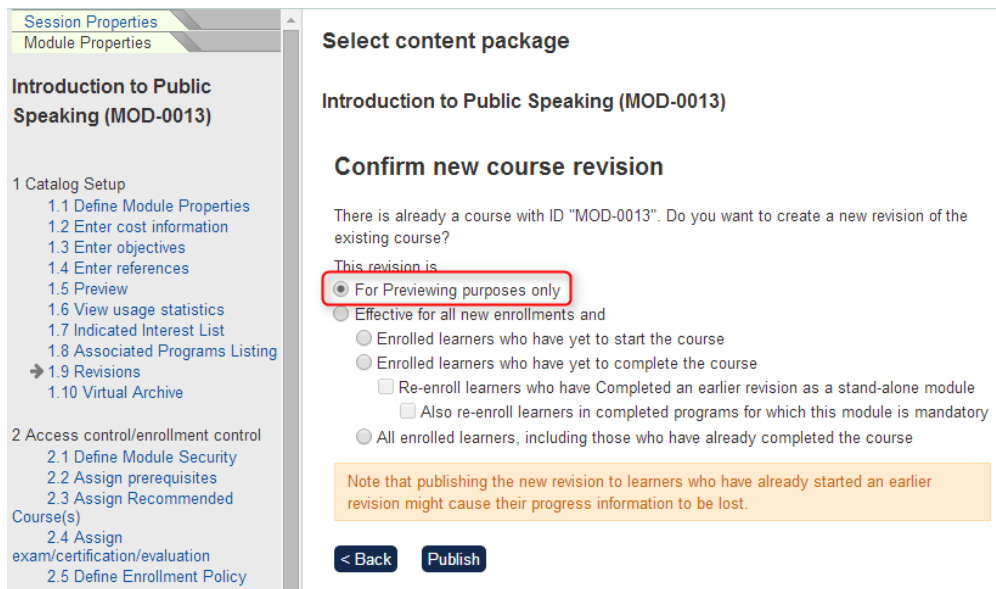 Session Properties
Module Properties
Introduction to Public
Speaking (MOD-0013)
1 Catalog Setup
1.1 Define Module Properties
1.2 Enter cost information
1.3 Enter objectives
1.4 Enter references
1.5 Preview
1.6 View usage statistics
1.7 Indicated Interest List
1.8 Associated Programs Listing
1.9 Revisions
1.10 Virtual Archive
2 Access control/enrollment control
2.1 Define Module Security
2.2 Assign prerequisites
2.3 Assign Recommended
Course(s)
2.4 Assign
exam/certification/evaluation
2.5 Define Enrollment Policy
Select content package
Introduction to Public Speaking (MOD-0013)
Confirm new course revision
There is already a course with ID "MOD-0013". Do you want to create a new revision of the
existing course?
This revision is
For Previewing purposes only
Effective for all new enrollments and
Enrolled learners who have yet to start the course
Enrolled learners who have yet to complete the course
Re-enroll learners who have Completed an earlier revision as a stand-alone module
Also re-enroll learners in completed programs for which this module is mandatory
All enrolled learners, including those who have already completed the course
Note that publishing the new revision to learners who have already started an earlier
revision might cause their progress information to be lost.
< Back
Publish